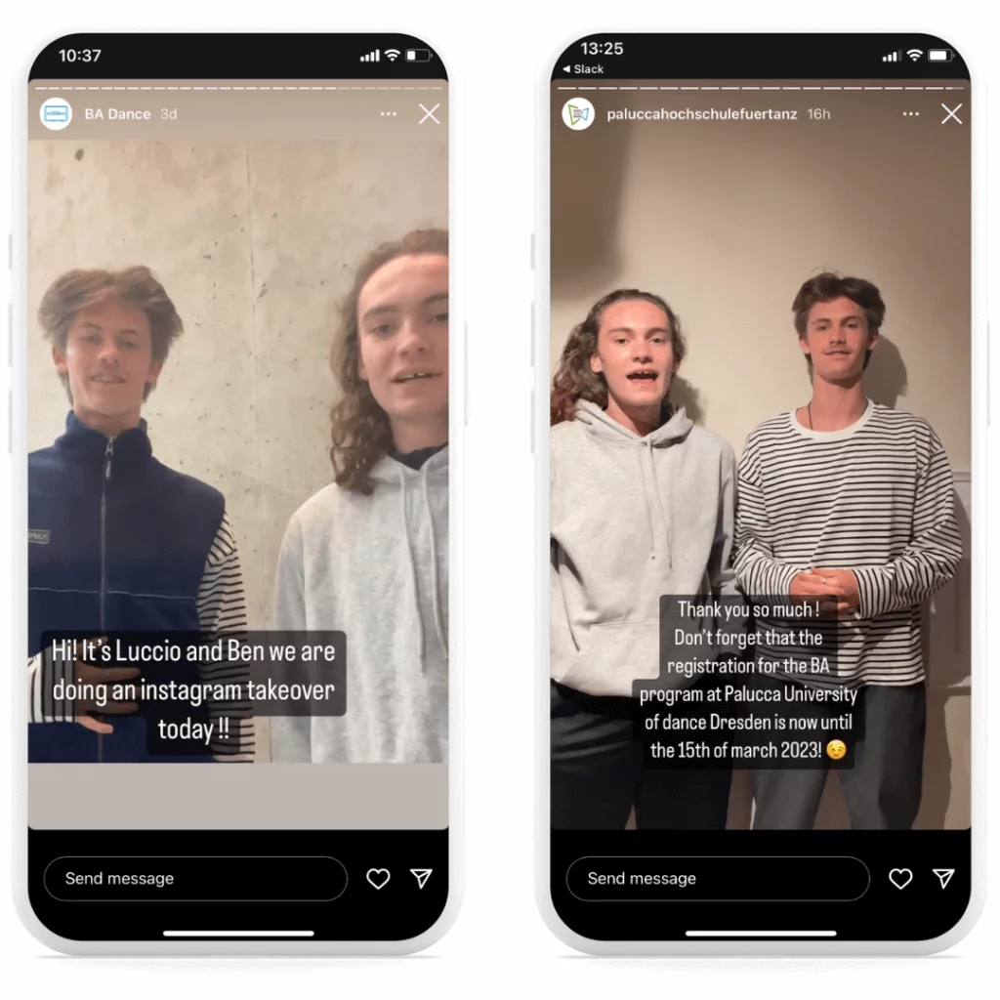 10:37
BA Dance 3d
Hi! It's Luccio and Ben we are
doing an instagram takeover
today !!
Send message
13:25
◄ Slack
paluccahochschulefuertanz 16h
Thank you so much !
Don't forget that the
registration for the BA
program at Palucca University
of dance Dresden is now until
the 15th of march 2023! 😉
Send message